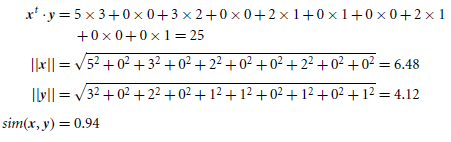 xᵗ · y = 5 × 3 + 0 × 0 + 3 × 2 + 0 × 0 + 2 × 1 + 0 × 1 + 0 × 0 + 2 × 1
+ 0 × 0 + 0 × 1 = 25
||x|| = √5² + 0² + 3² + 0² + 2² + 0² + 0² + 2² + 0² + 0² = 6.48
||y|| = √3² + 0² + 2² + 0² + 1² + 1² + 0² + 1² + 0² + 1² = 4.12
sim(x, y) = 0.94